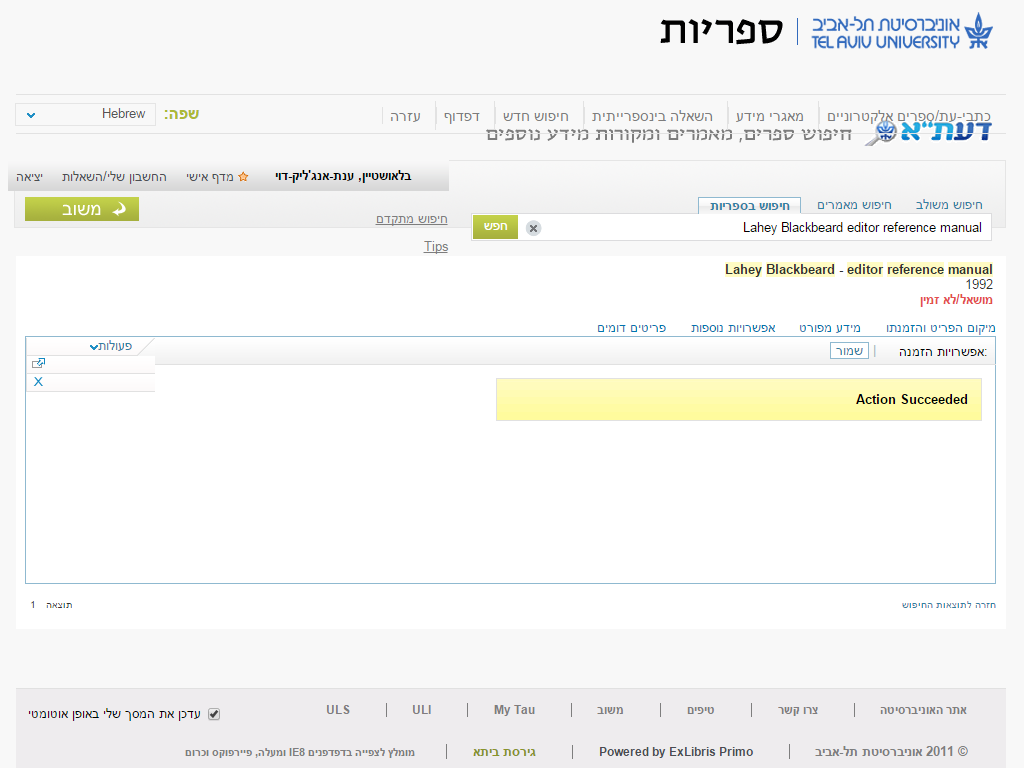 ספריות
אוניברסיטת תל-אביב
TEL AVIV UNIVERSITY
כתבי-עת/ספרים אלקטרוניים
מאגרי מידע
השאלה בינספרייתית
חיפוש חדש
דפדוף
עזרה
שפה:
Hebrew
דעת"א
חיפוש ספרים, מאמרים ומקורות מידע נוספים
בלאושטיין, ענת-אנג'ליק-דוי
מדף אישי
החשבון שלי/השאלות
יציאה
חיפוש משולב
חיפוש מאמרים
חיפוש בספריות
Lahey Blackbeard editor reference manual
חפש
חיפוש מתקדם
Tips
משוב
Lahey Blackbeard - editor reference manual
1992
מושאל/לא זמין
מיקום הפריט והזמנתו
מידע מפורט
אפשרויות נוספות
פריטים דומים
:אפשרויות הזמנה
| שמור
פעולות
X
Action Succeeded
חזרה לתוצאות החיפוש
תוצאה 1
אתר האוניברסיטה
צרו קשר
טיפים
משוב
My Tau
ULI
ULS
עדכן את המסך שלי באופן אוטומטי
© 2011 אוניברסיטת תל-אביב
Powered by ExLibris Primo
גירסת ביתא
מומלץ לצפייה בדפדפנים IE8 ומעלה, פיירפוקס וכרום